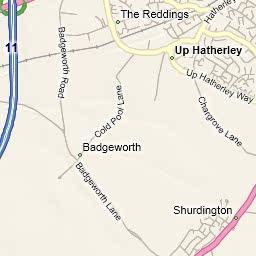 The Reddings
Hatherley
Up Hatherley
11
Badgeworth Road
Up Hatherley Way
Cold Pool Lane
Chargrove Lane
Badgeworth
Badgeworth Lane
Shurdington